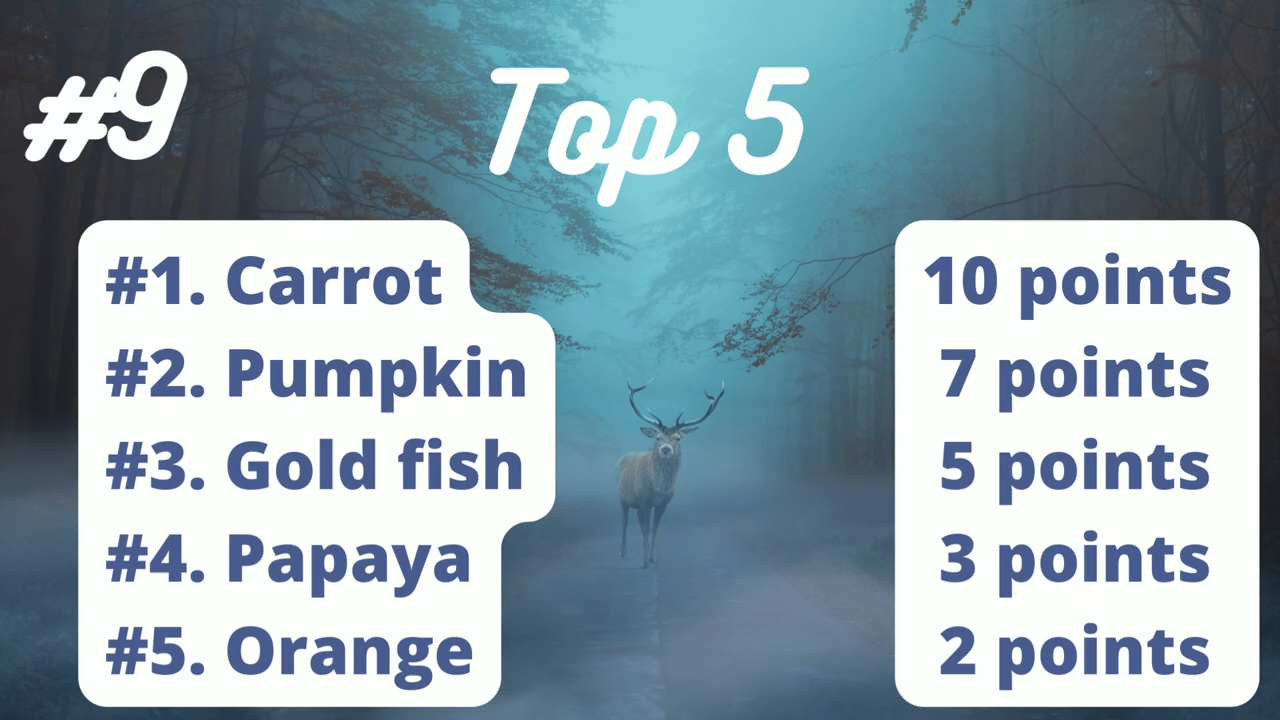 #9
Top 5
#1. Carrot 10 points
#2. Pumpkin 7 points
#3. Gold fish 5 points
#4. Papaya 3 points
#5. Orange 2 points